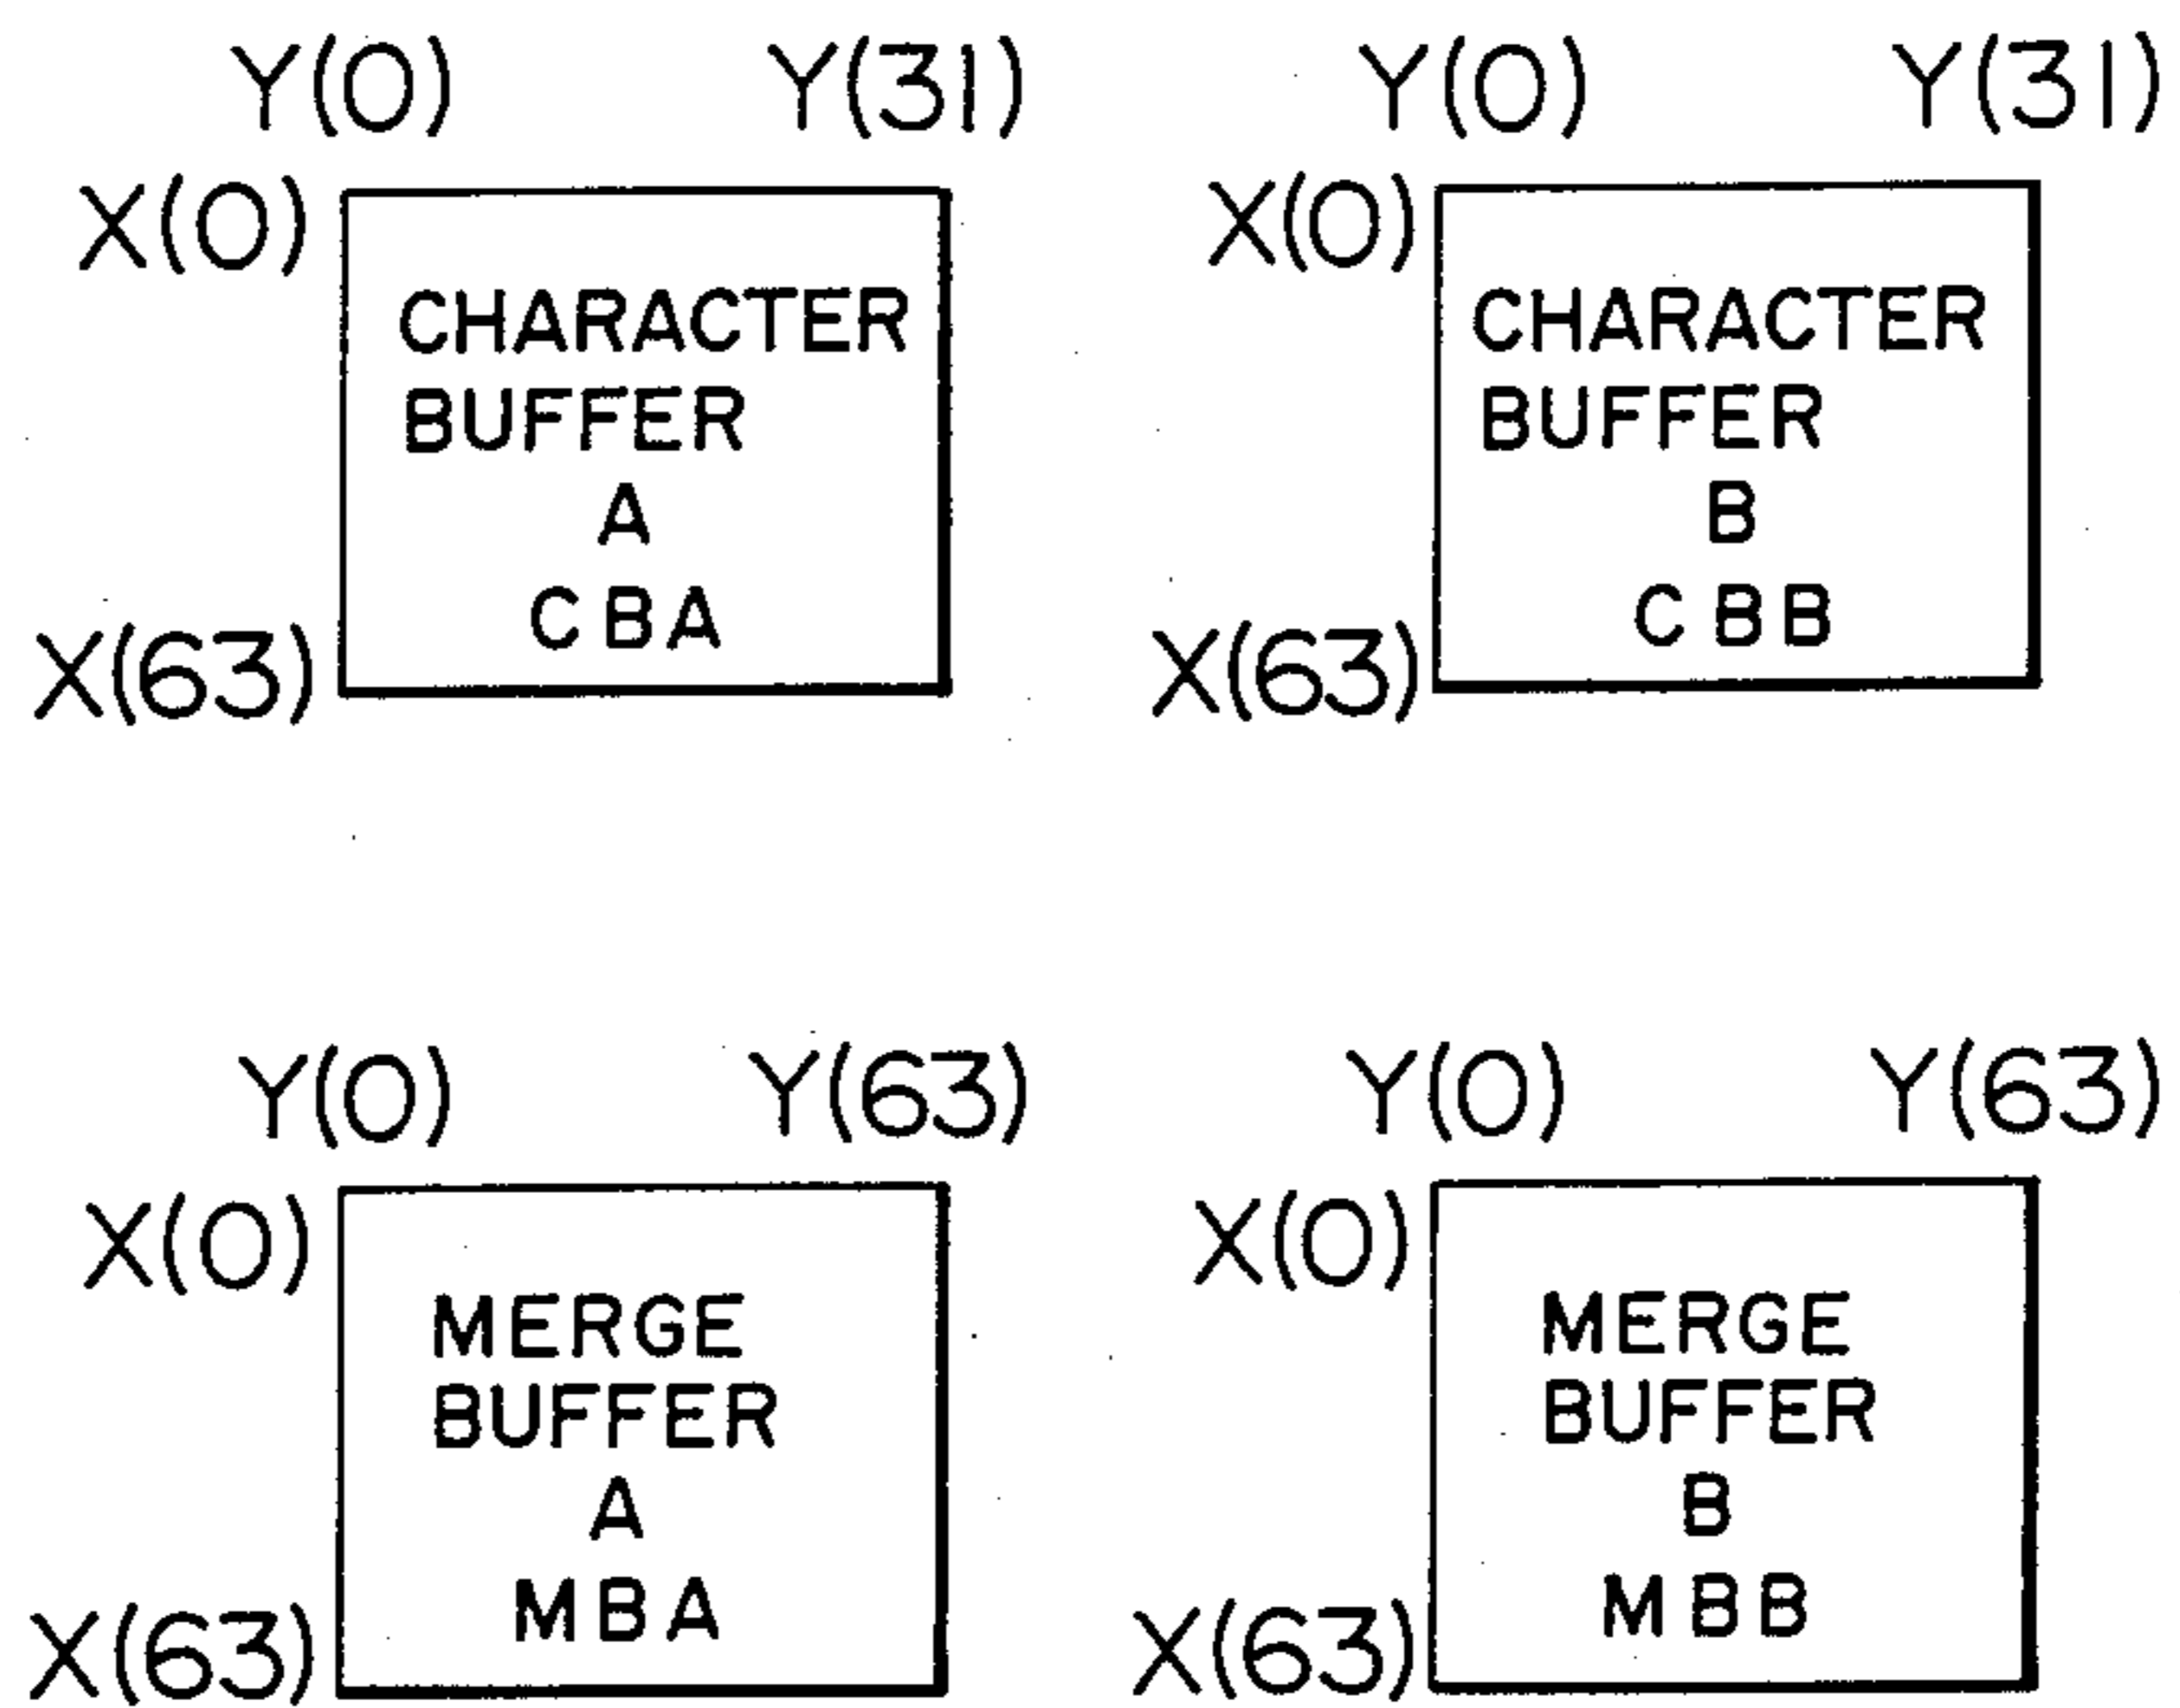 Y(0) Y(31)
X(0)
CHARACTER
BUFFER
A
CBA
X(63)
Y(0) Y(31)
X(0)
CHARACTER
BUFFER
B
CBB
X(63)
Y(0) Y(63)
X(0)
MERGE
BUFFER
A
MBA
X(63)
Y(0) Y(63)
X(0)
MERGE
BUFFER
B
MBB
X(63)